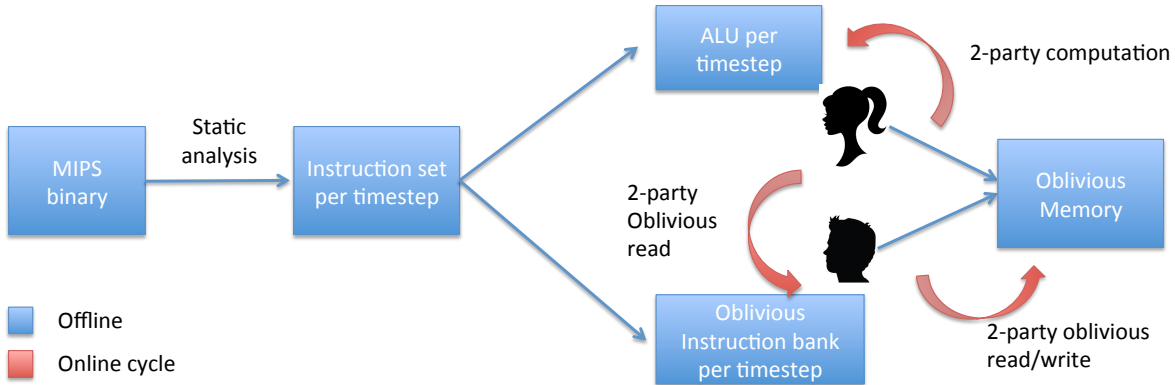 MIPS
binary
Static
analysis
Instruction set
per timestep
ALU per
timestep
2-party computation
2-party
Oblivious
read
Oblivious
Memory
Oblivious
Instruction bank
per timestep
2-party oblivious
read/write
Offline
Online cycle